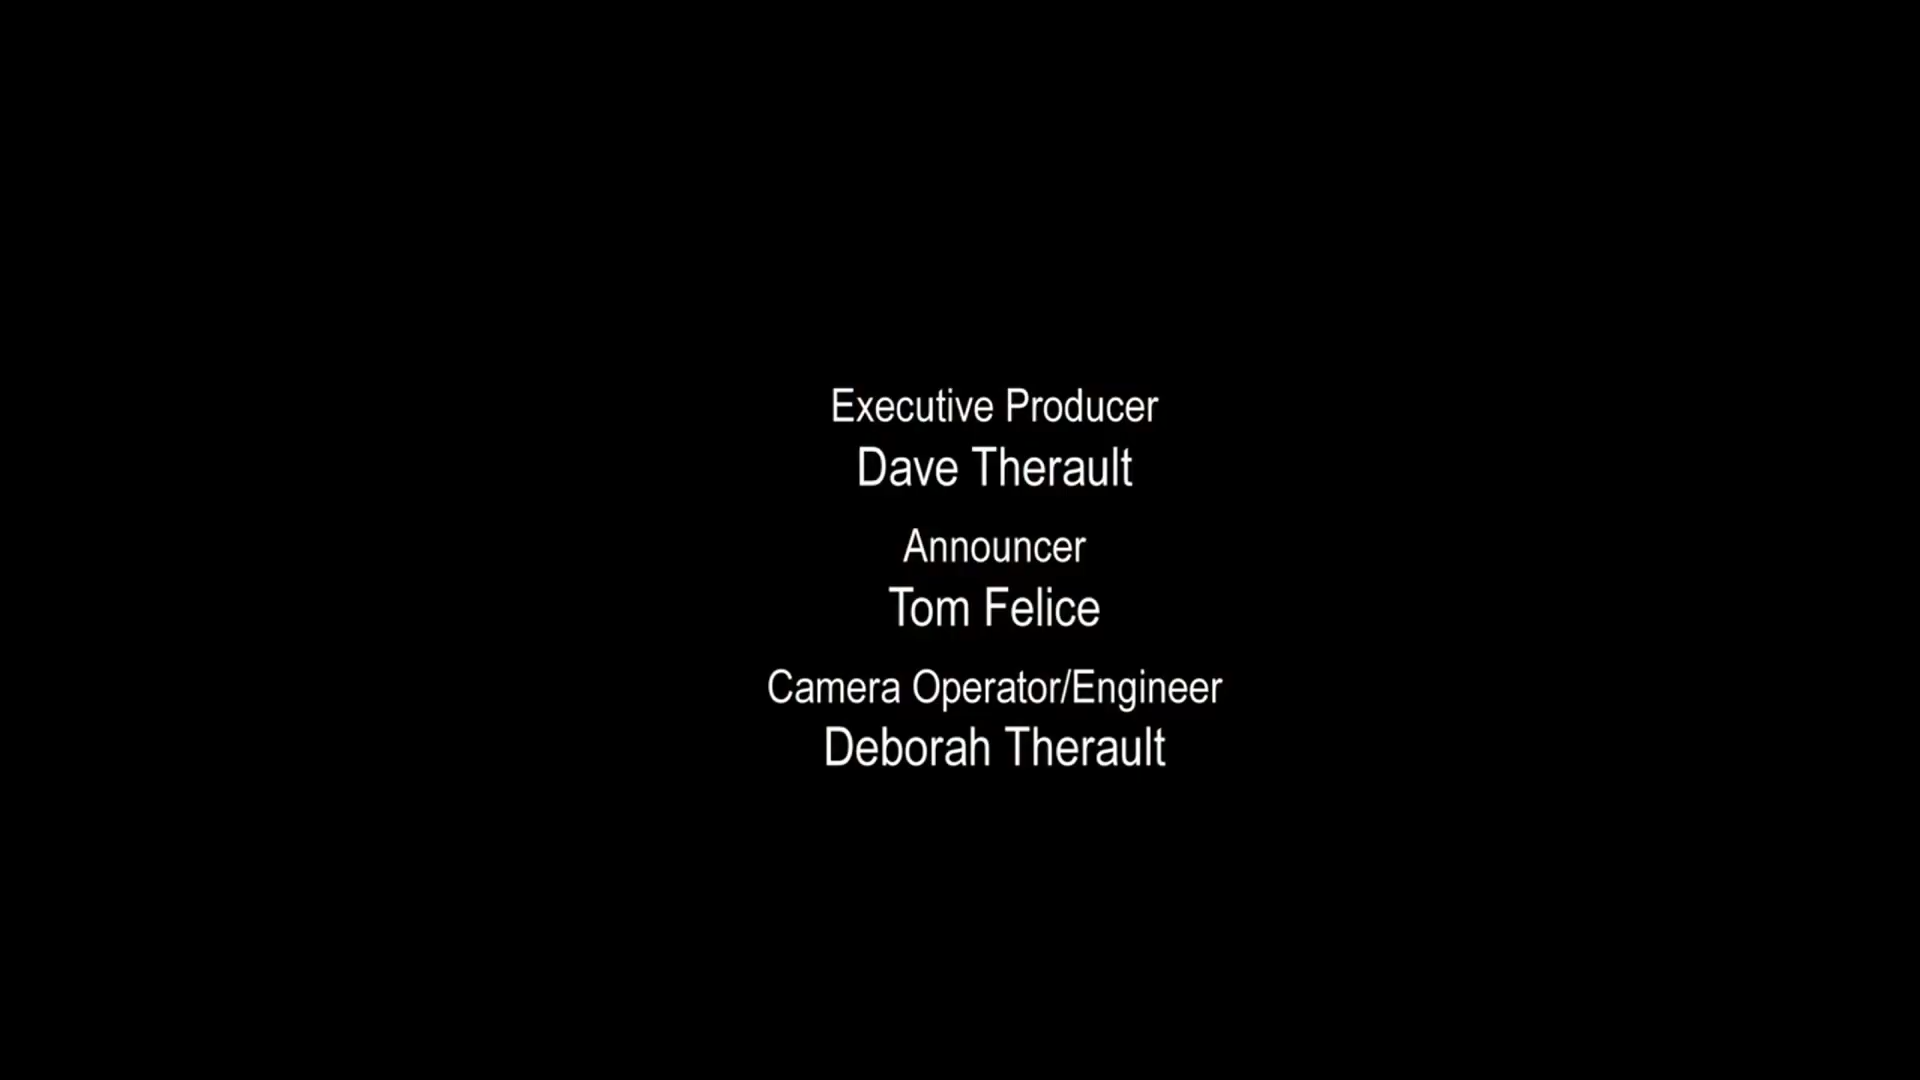 Executive Producer
Dave Therault
Announcer
Tom Felice
Camera Operator/Engineer
Deborah Therault